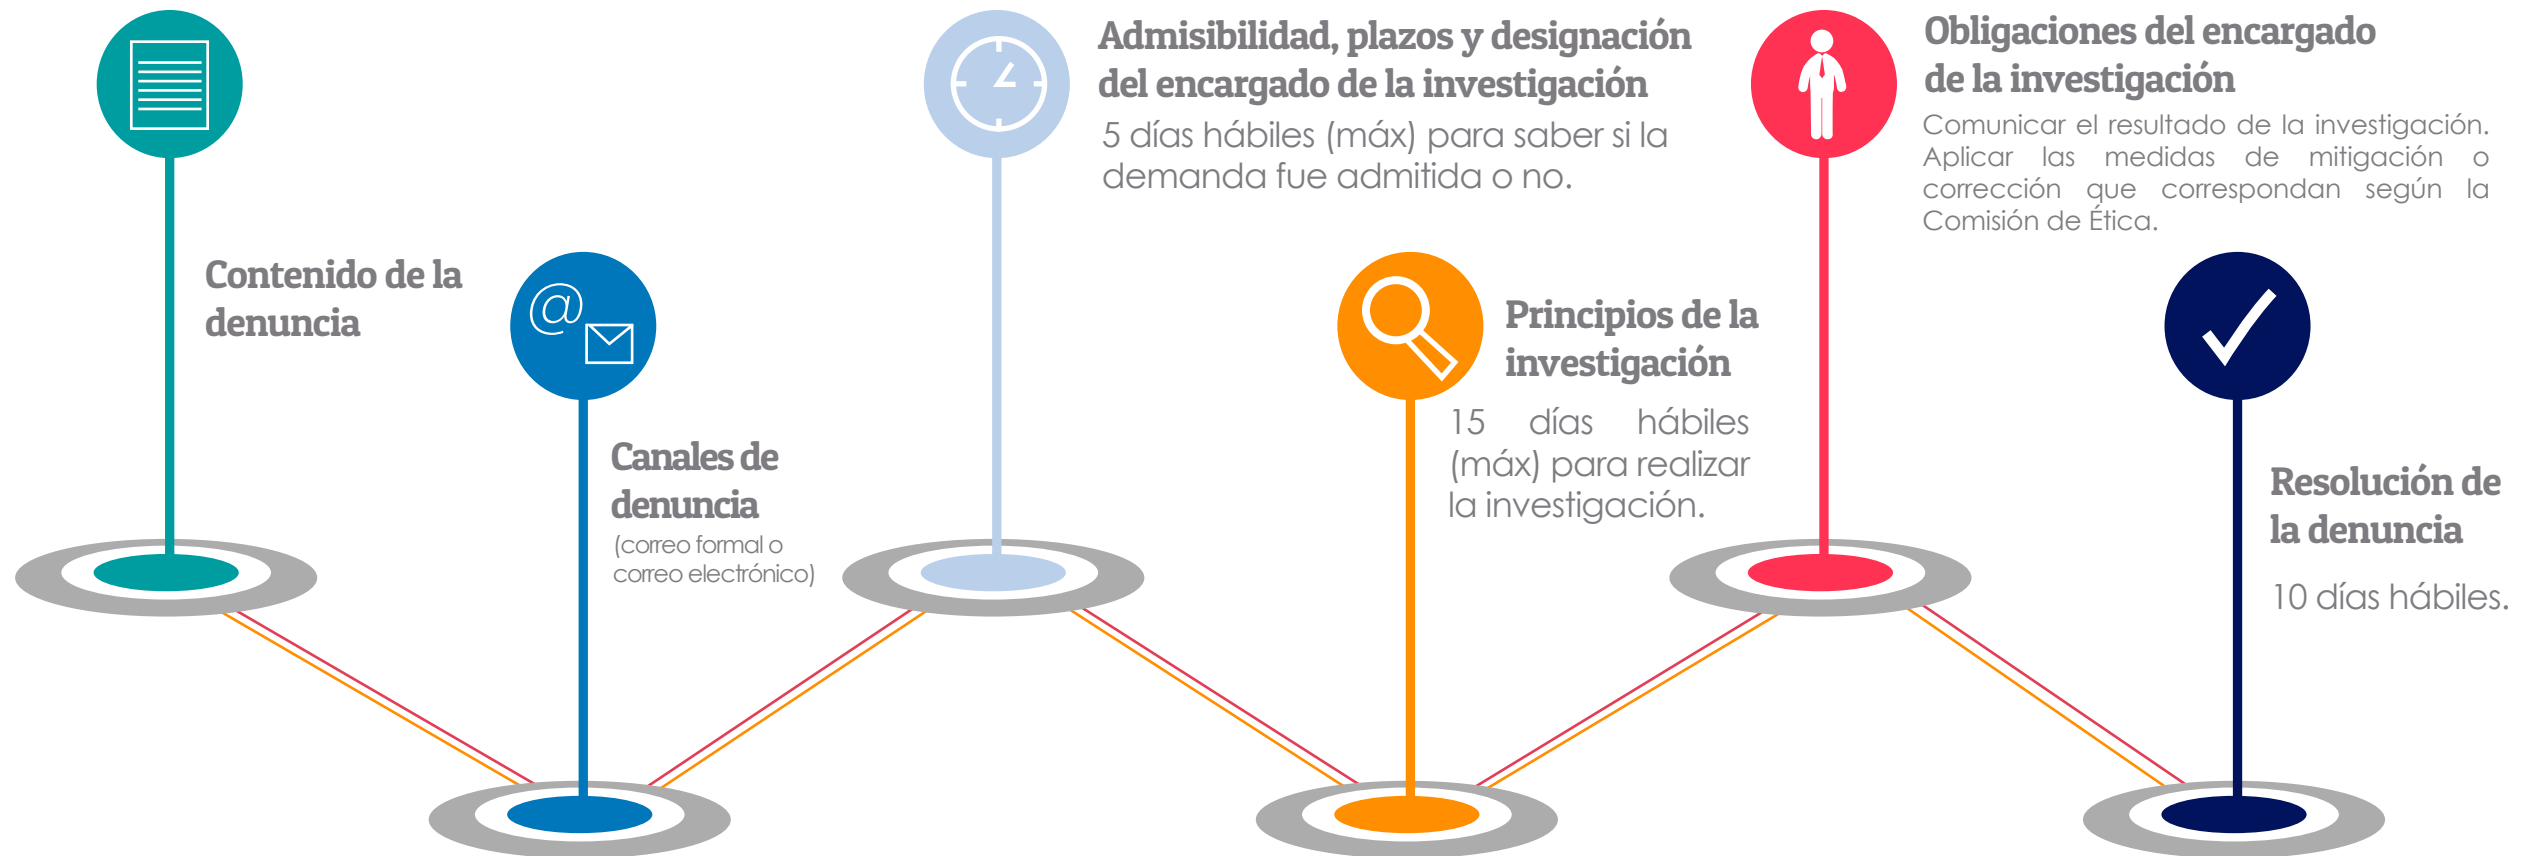 Contenido de la
denuncia
@
Canales de
denuncia
(correo formal o
correo electrónico)
Admisibilidad, plazos y designación
del encargado de la investigación
5 días hábiles (máx) para saber si la
demanda fue admitida o no.
Principios de la
investigación
15 días hábiles
(máx) para realizar
la investigación.
Obligaciones del encargado
de la investigación
Comunicar el resultado de la investigación.
Aplicar las medidas de mitigación o
corrección que correspondan según la
Comisión de Ética.
Resolución de
la denuncia
10 días hábiles.